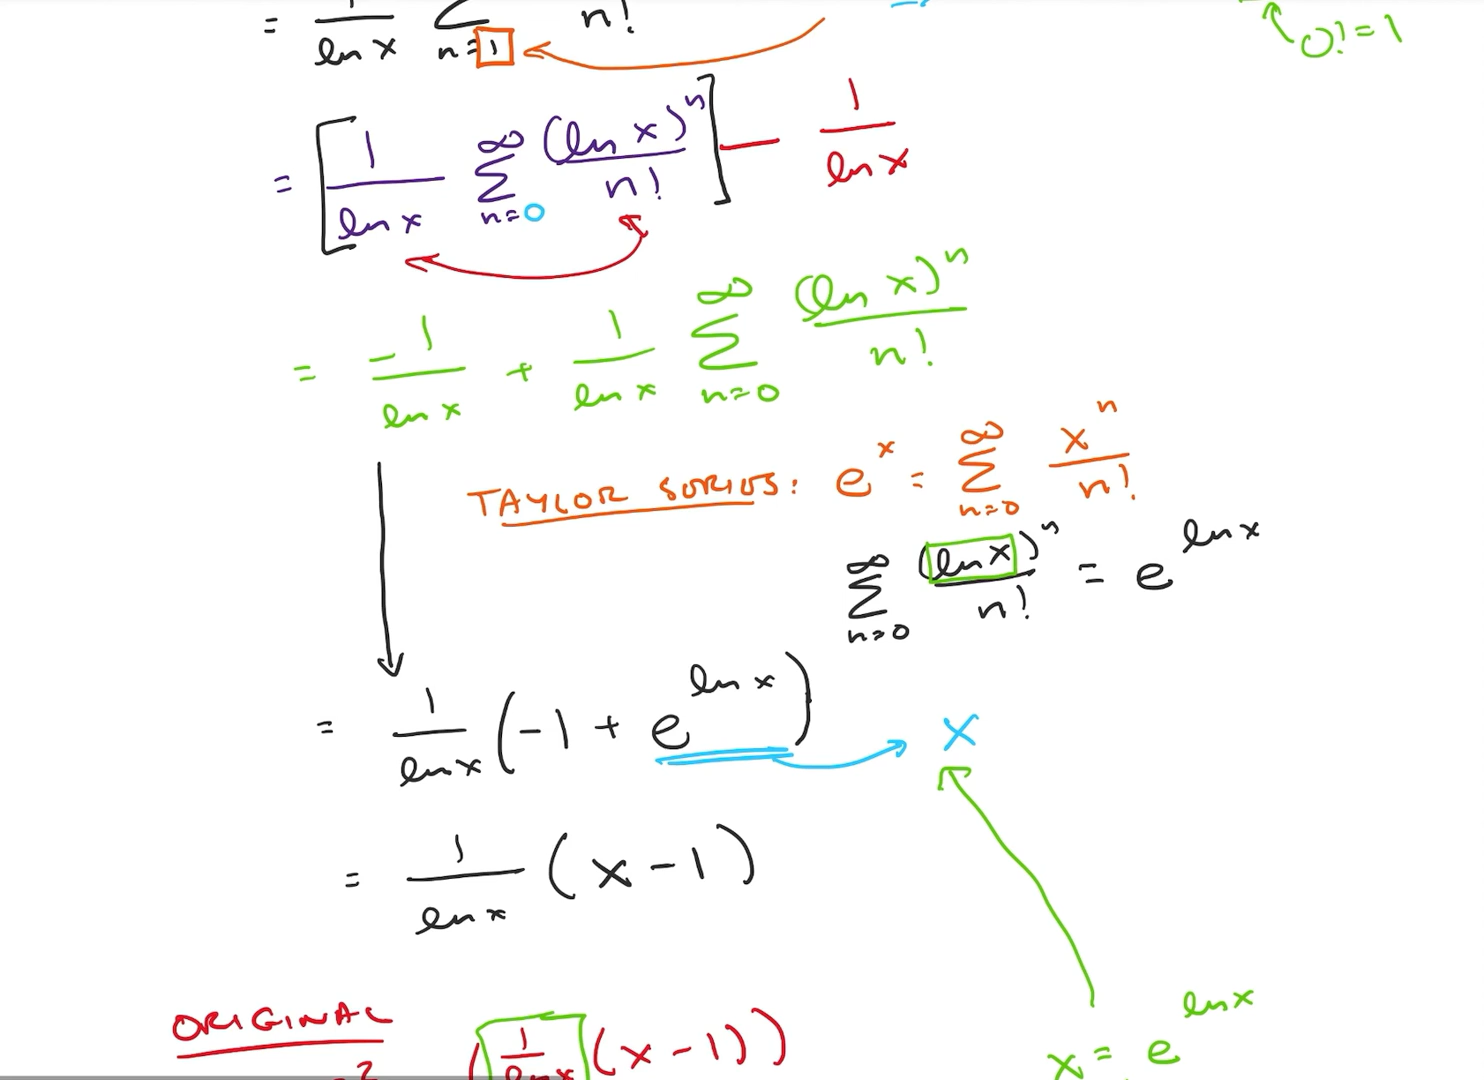 = 1/ln x Σ n=1 n!
0! = 1
= [1/ln x Σ n=0 ∞ (ln x)^n/n!] − 1/ln x
= −1/ln x + 1/ln x Σ n=0 ∞ (ln x)^n/n!
TAYLOR SERIES: e^x = Σ n=0 ∞ x^n/n!
Σ n=0 ∞ (ln x)^n/n! = e^ln x
= 1/ln x (−1 + e^ln x) x
= 1/ln x (x − 1)
ORIGINAL
2 (1/ln x (x − 1))
x = e^ln x